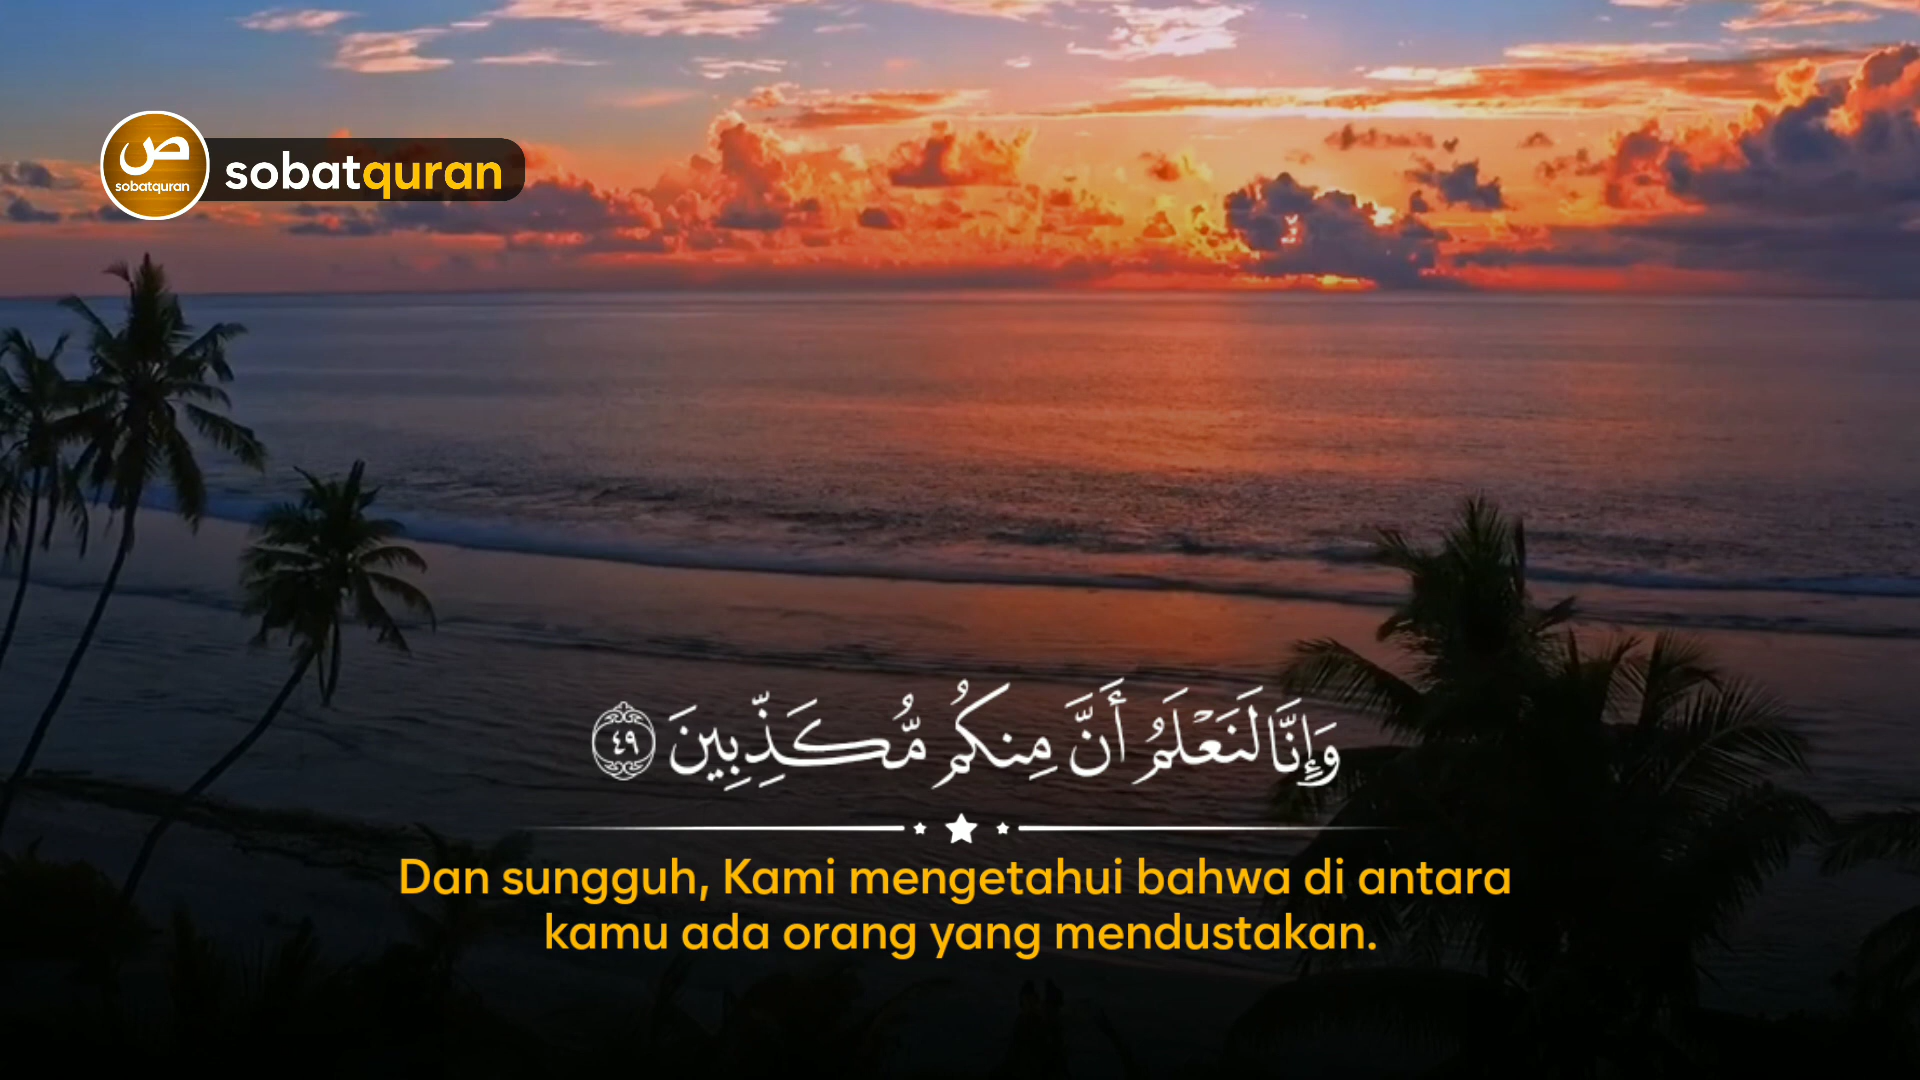 ص
sobatquran
sobatquran
وَإِنَّا لَنَعْلَمُ أَنَّ مِنكُم مُّكَذِّبِينَ ٤٩
Dan sungguh, Kami mengetahui bahwa di antara
kamu ada orang yang mendustakan.